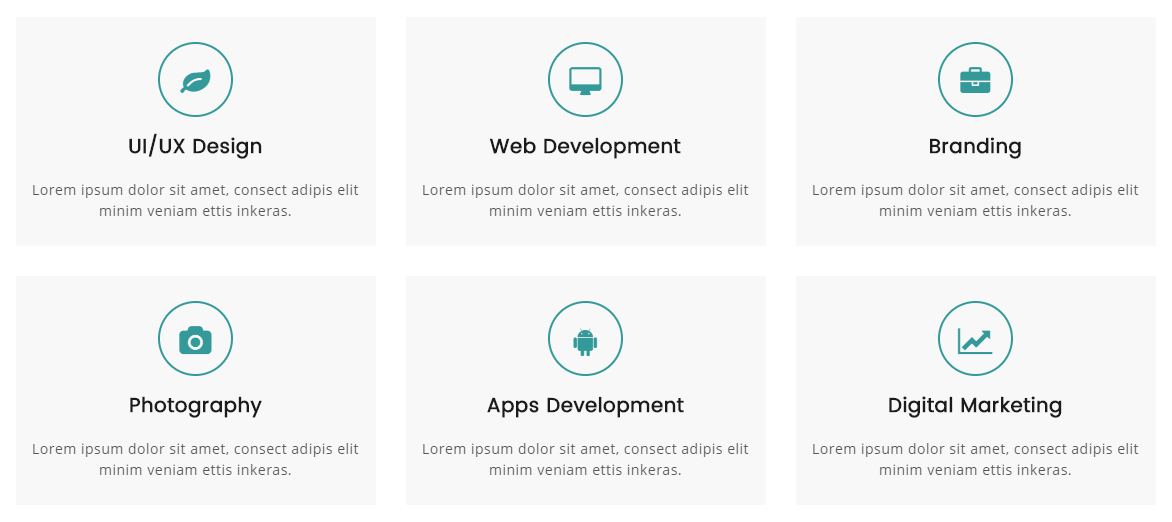 UI/UX Design
Lorem ipsum dolor sit amet, consect adipis elit
minim veniam ettis inkeras.
Web Development
Lorem ipsum dolor sit amet, consect adipis elit
minim veniam ettis inkeras.
Branding
Lorem ipsum dolor sit amet, consect adipis elit
minim veniam ettis inkeras.
Photography
Lorem ipsum dolor sit amet, consect adipis elit
minim veniam ettis inkeras.
Apps Development
Lorem ipsum dolor sit amet, consect adipis elit
minim veniam ettis inkeras.
Digital Marketing
Lorem ipsum dolor sit amet, consect adipis elit
minim veniam ettis inkeras.